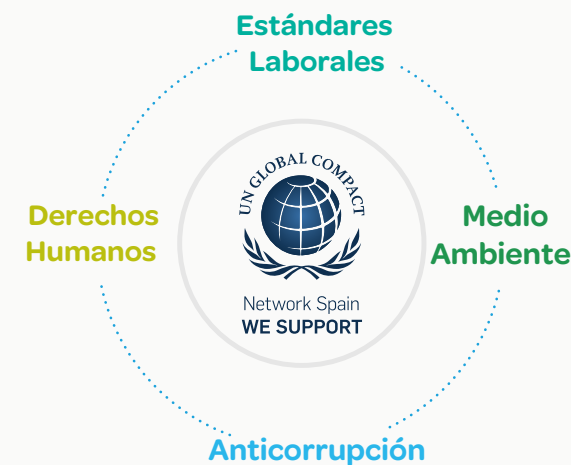 Estándares
Laborales
UN GLOBAL COMPACT
Derechos
Humanos
Medio
Ambiente
Network Spain
WE SUPPORT
Anticorrupción